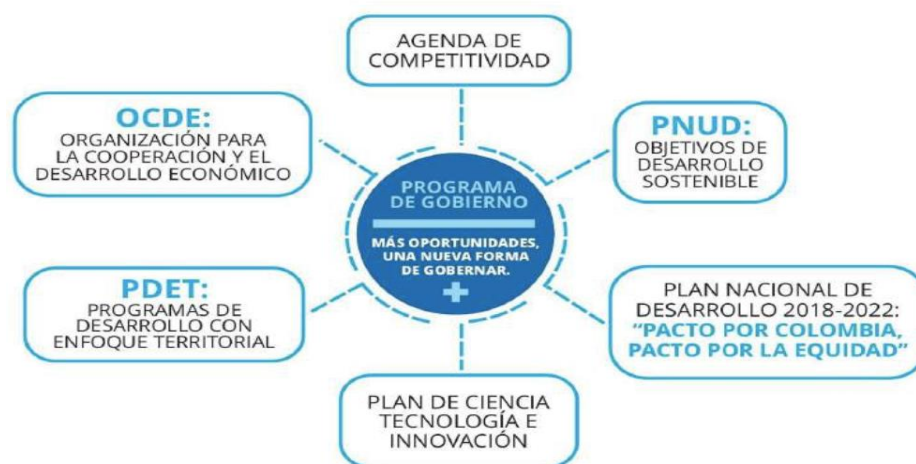 AGENDA DE
COMPETITIVIDAD
OCDE:
ORGANIZACIÓN PARA
LA COOPERACIÓN Y EL
DESARROLLO ECONÓMICO
PNUD:
OBJETIVOS DE
DESARROLLO
SOSTENIBLE
PROGRAMA
DE GOBIERNO
MÁS OPORTUNIDADES,
UNA NUEVA FORMA
DE GOBERNAR.
PDET:
PROGRAMAS DE
DESARROLLO CON
ENFOQUE TERRITORIAL
PLAN NACIONAL DE
DESARROLLO 2018-2022:
“PACTO POR COLOMBIA,
PACTO POR LA EQUIDAD”
PLAN DE CIENCIA
TECNOLOGÍA E
INNOVACIÓN